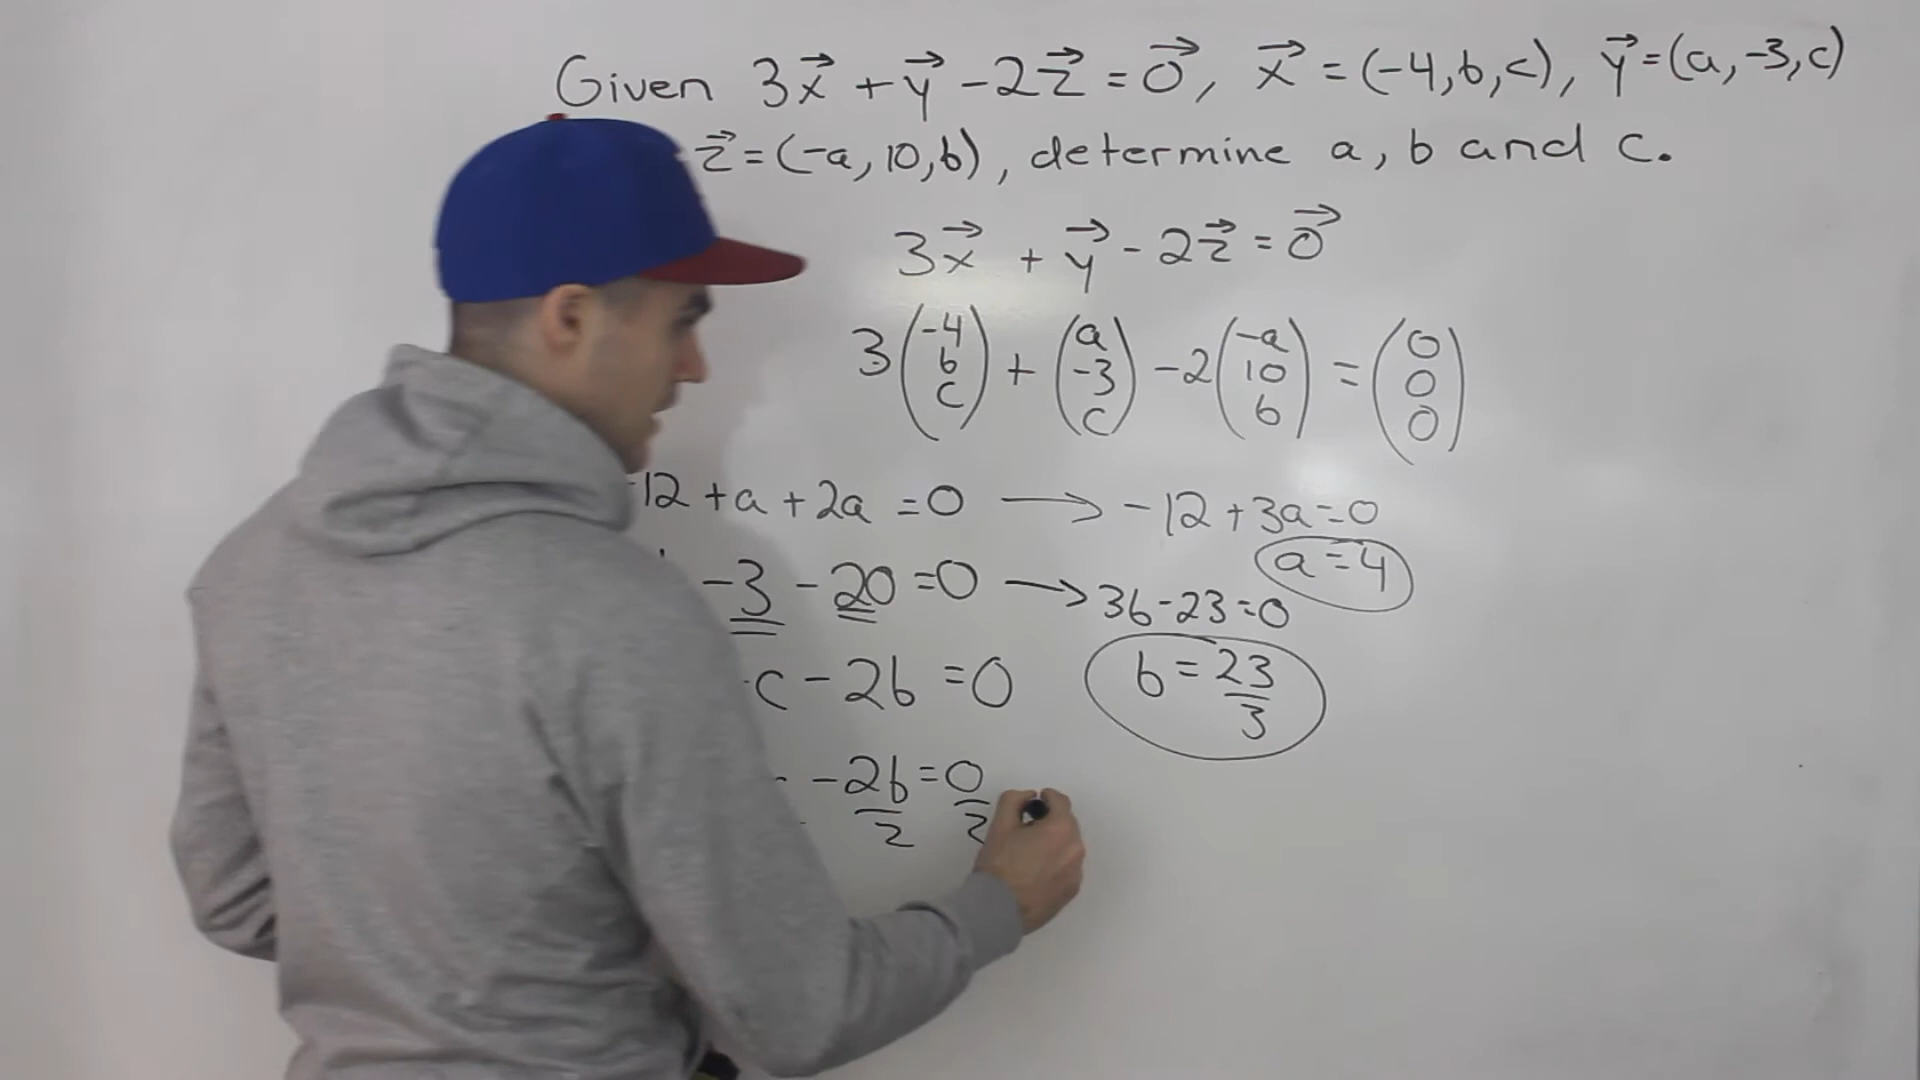 Given 3x⃗ + y⃗ - 2z⃗ = 0⃗, x⃗ = (-4, b, c), y⃗ = (a, -3, c)
z⃗ = (-a, 10, b), determine a, b and c.
3x⃗ + y⃗ - 2z⃗ = 0⃗
3(-4 b c) + (a -3 c) - 2(-a 10 b) = (0 0 0)
-12 + a + 2a = 0 → -12 + 3a = 0
a = 4
-3 - 20 = 0 → 3b - 23 = 0
b = 23/3
c - 2b = 0
-2b/2 = 0/2